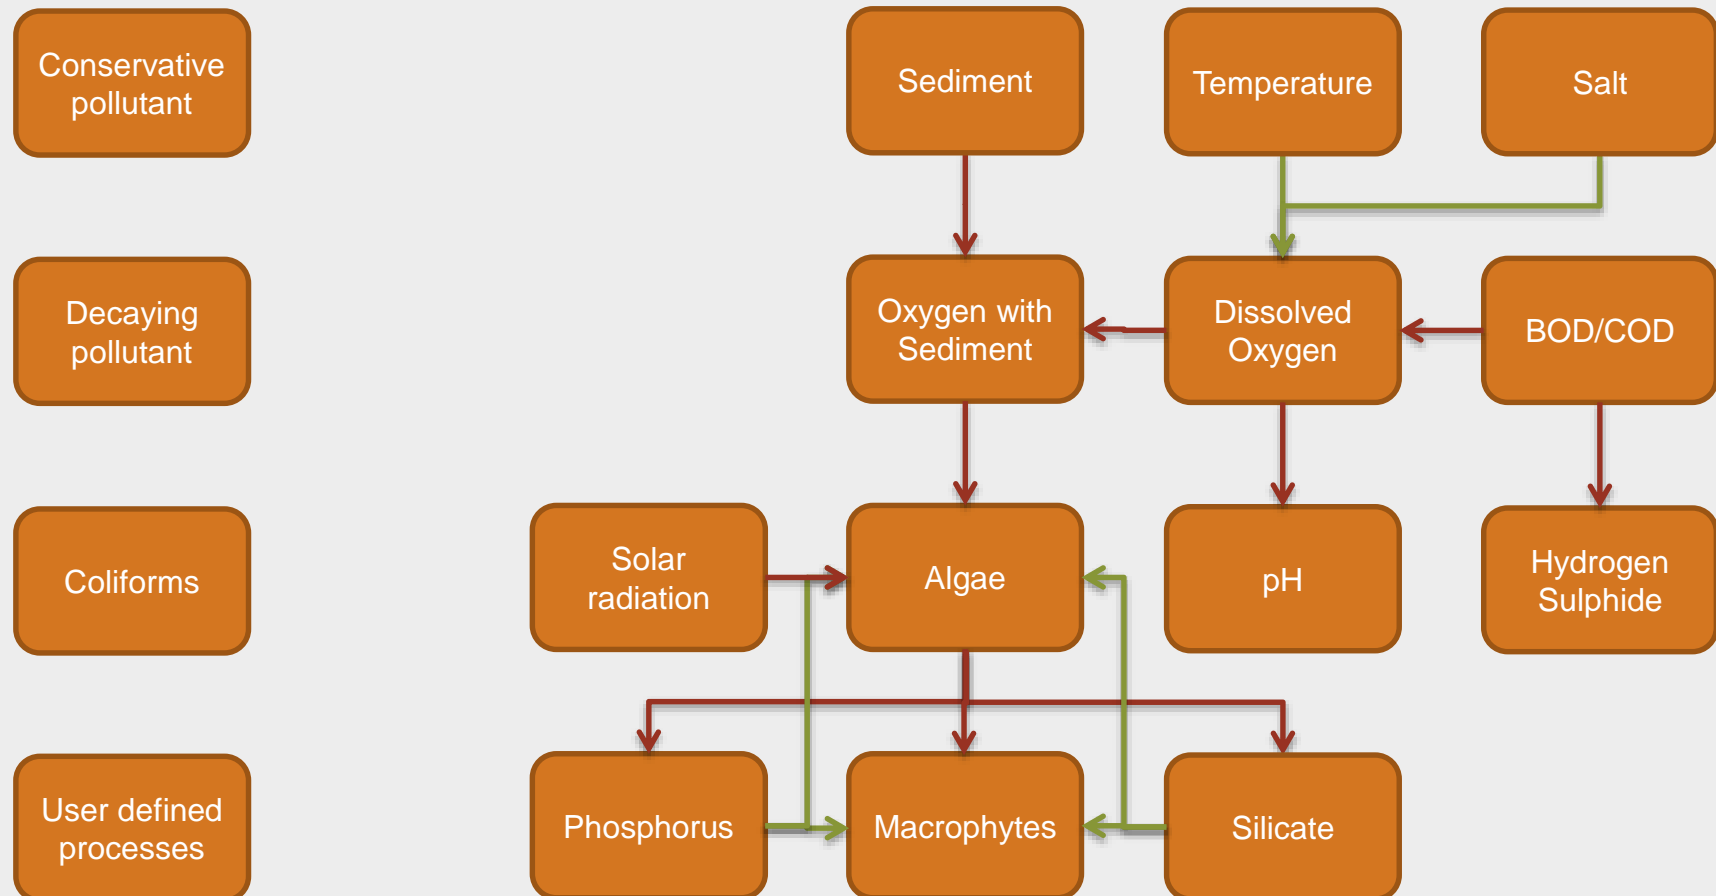 Conservative
pollutant
Sediment
Temperature
Salt
Decaying
pollutant
Oxygen with
Sediment
Dissolved
Oxygen
BOD/COD
Coliforms
Solar
radiation
Algae
pH
Hydrogen
Sulphide
User defined
processes
Phosphorus
Macrophytes
Silicate